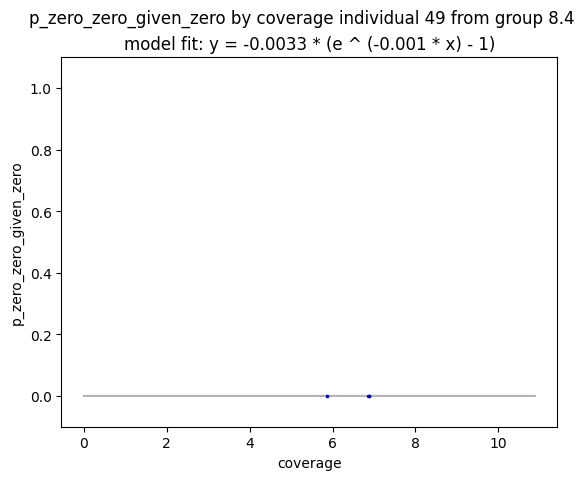 p_zero_zero_given_zero by coverage individual 49 from group 8.4
model fit: y = -0.0033 * (e ^ (-0.001 * x) - 1)
1.0
0.8
0.6
0.4
0.2
0.0
p_zero_zero_given_zero
0 2 4 6 8 10
coverage